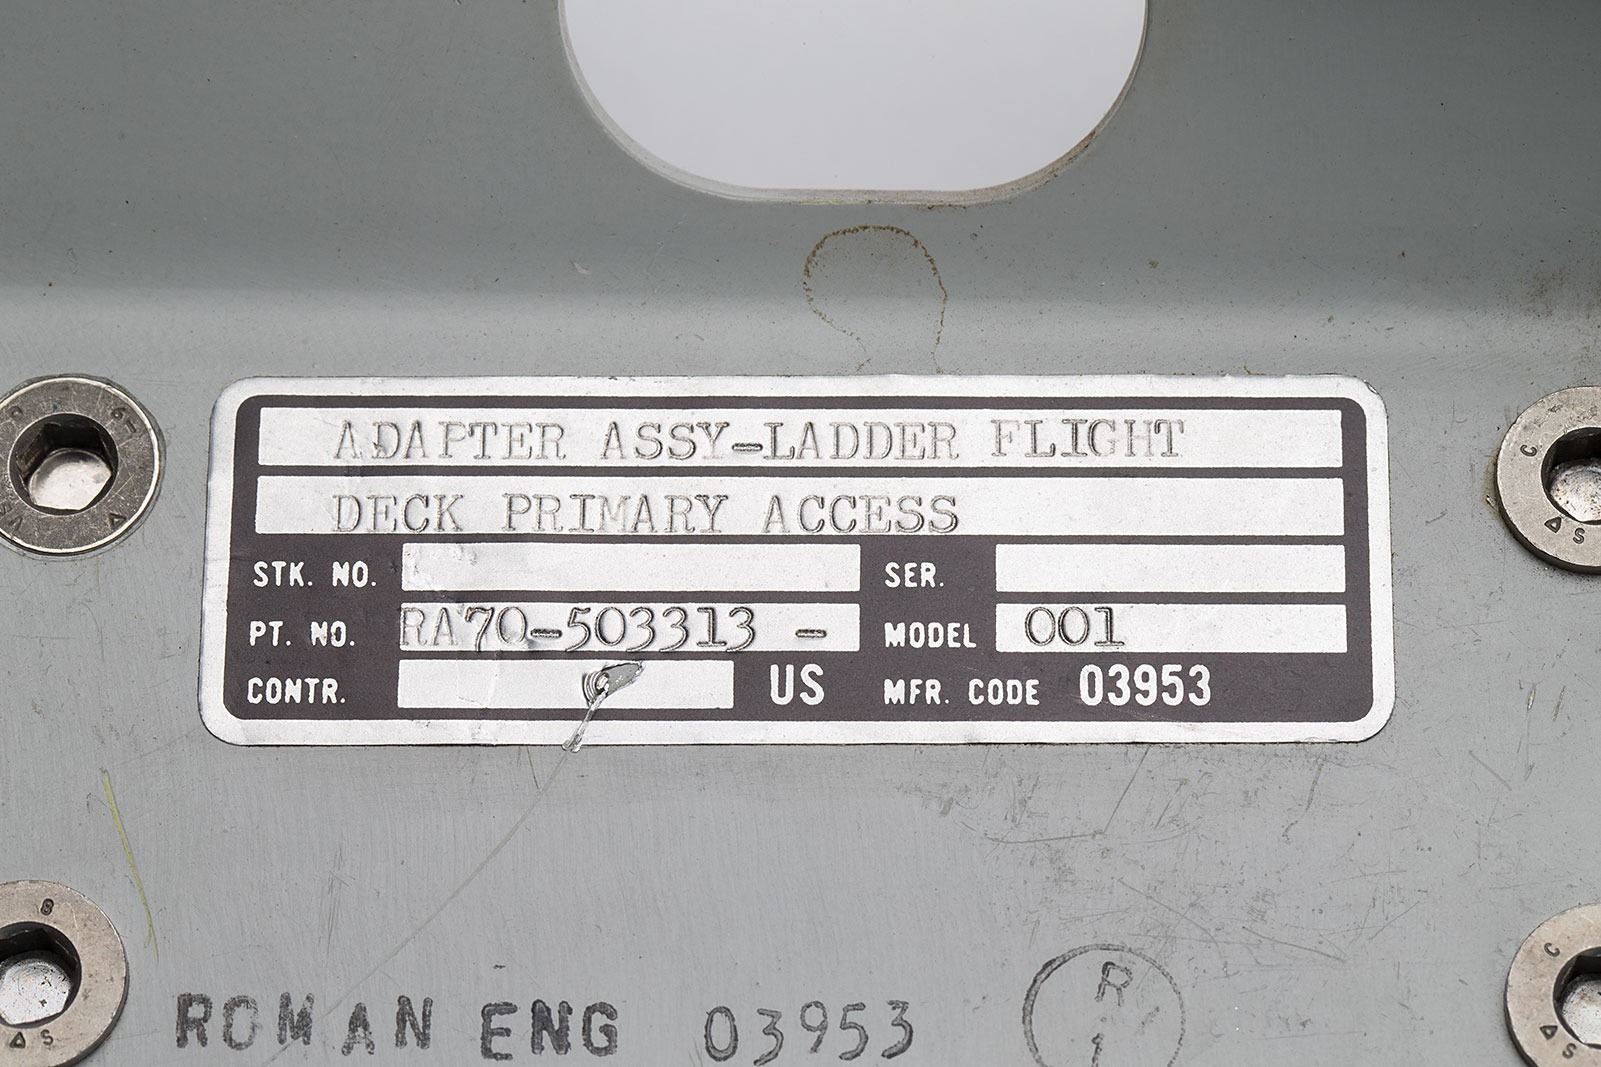 ADAPTER ASSY-LADDER FLIGHT
DECK PRIMARY ACCESS
STK. NO. SER.
PT. NO. RA70-503313 - MODEL 001
CONTR. US MFR. CODE 03953
ROMAN ENG 03953 R
1